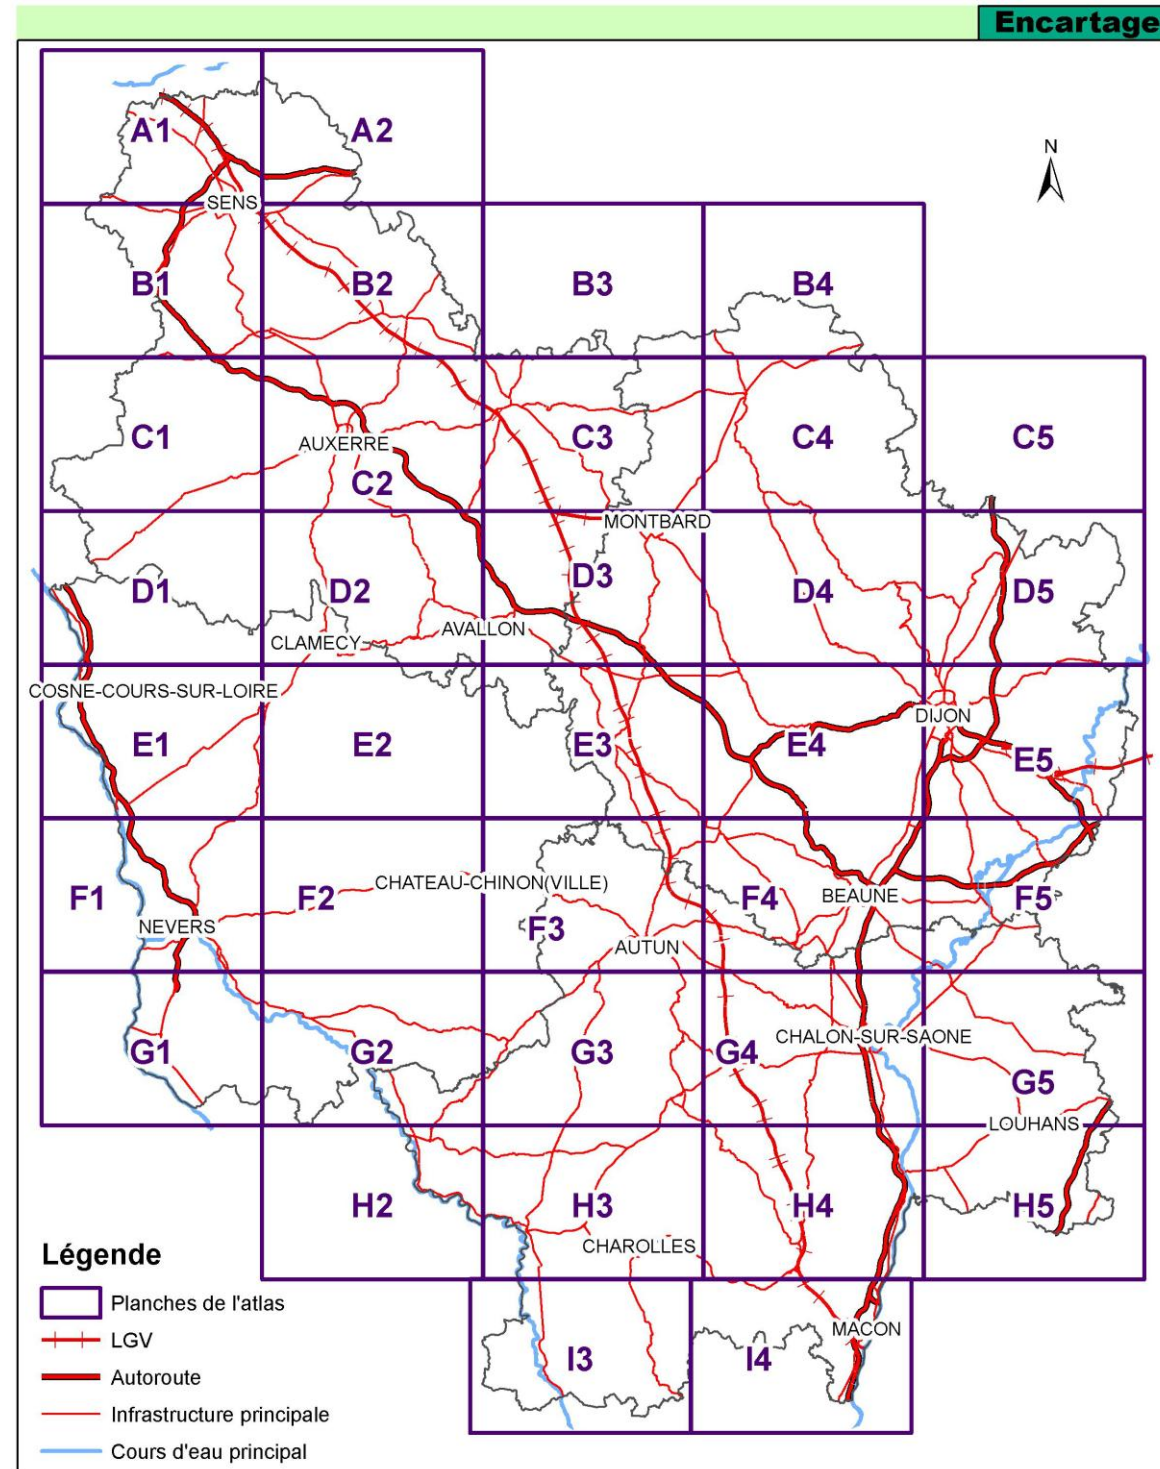 Encartage
N
A1
A2
SENS
B1
B2
B3
B4
C1
AUXERRE
C2
C3
C4
C5
MONTBARD
D1
D2
D3
D4
D5
CLAMECY
AVALLON
COSNE-COURS-SUR-LOIRE
DIJON
E1
E2
E3
E4
E5
F1
F2
CHATEAU-CHINON(VILLE)
F3
F4
BEAUNE
F5
NEVERS
AUTUN
G1
G2
G3
G4
CHALON-SUR-SAONE
G5
LOUHANS
H2
H3
H4
H5
CHAROLLES
MACON
I3
I4
Légende
Planches de l'atlas
LGV
Autoroute
Infrastructure principale
Cours d'eau principal